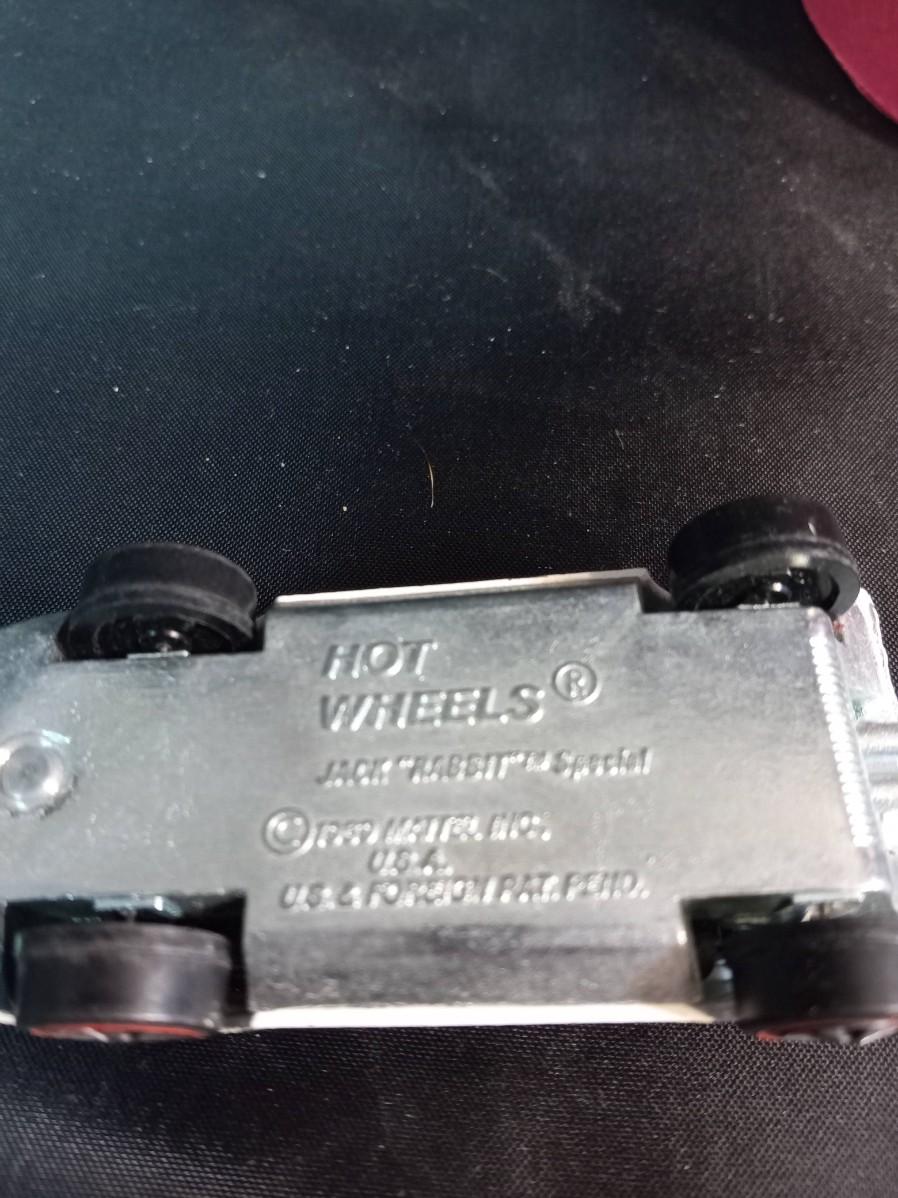 HOT
WHEELS®
JACK "RABBIT"™ Special
© 1969 MATTEL INC.,
U.S.A.
U.S. & FOREIGN PAT. PEND.